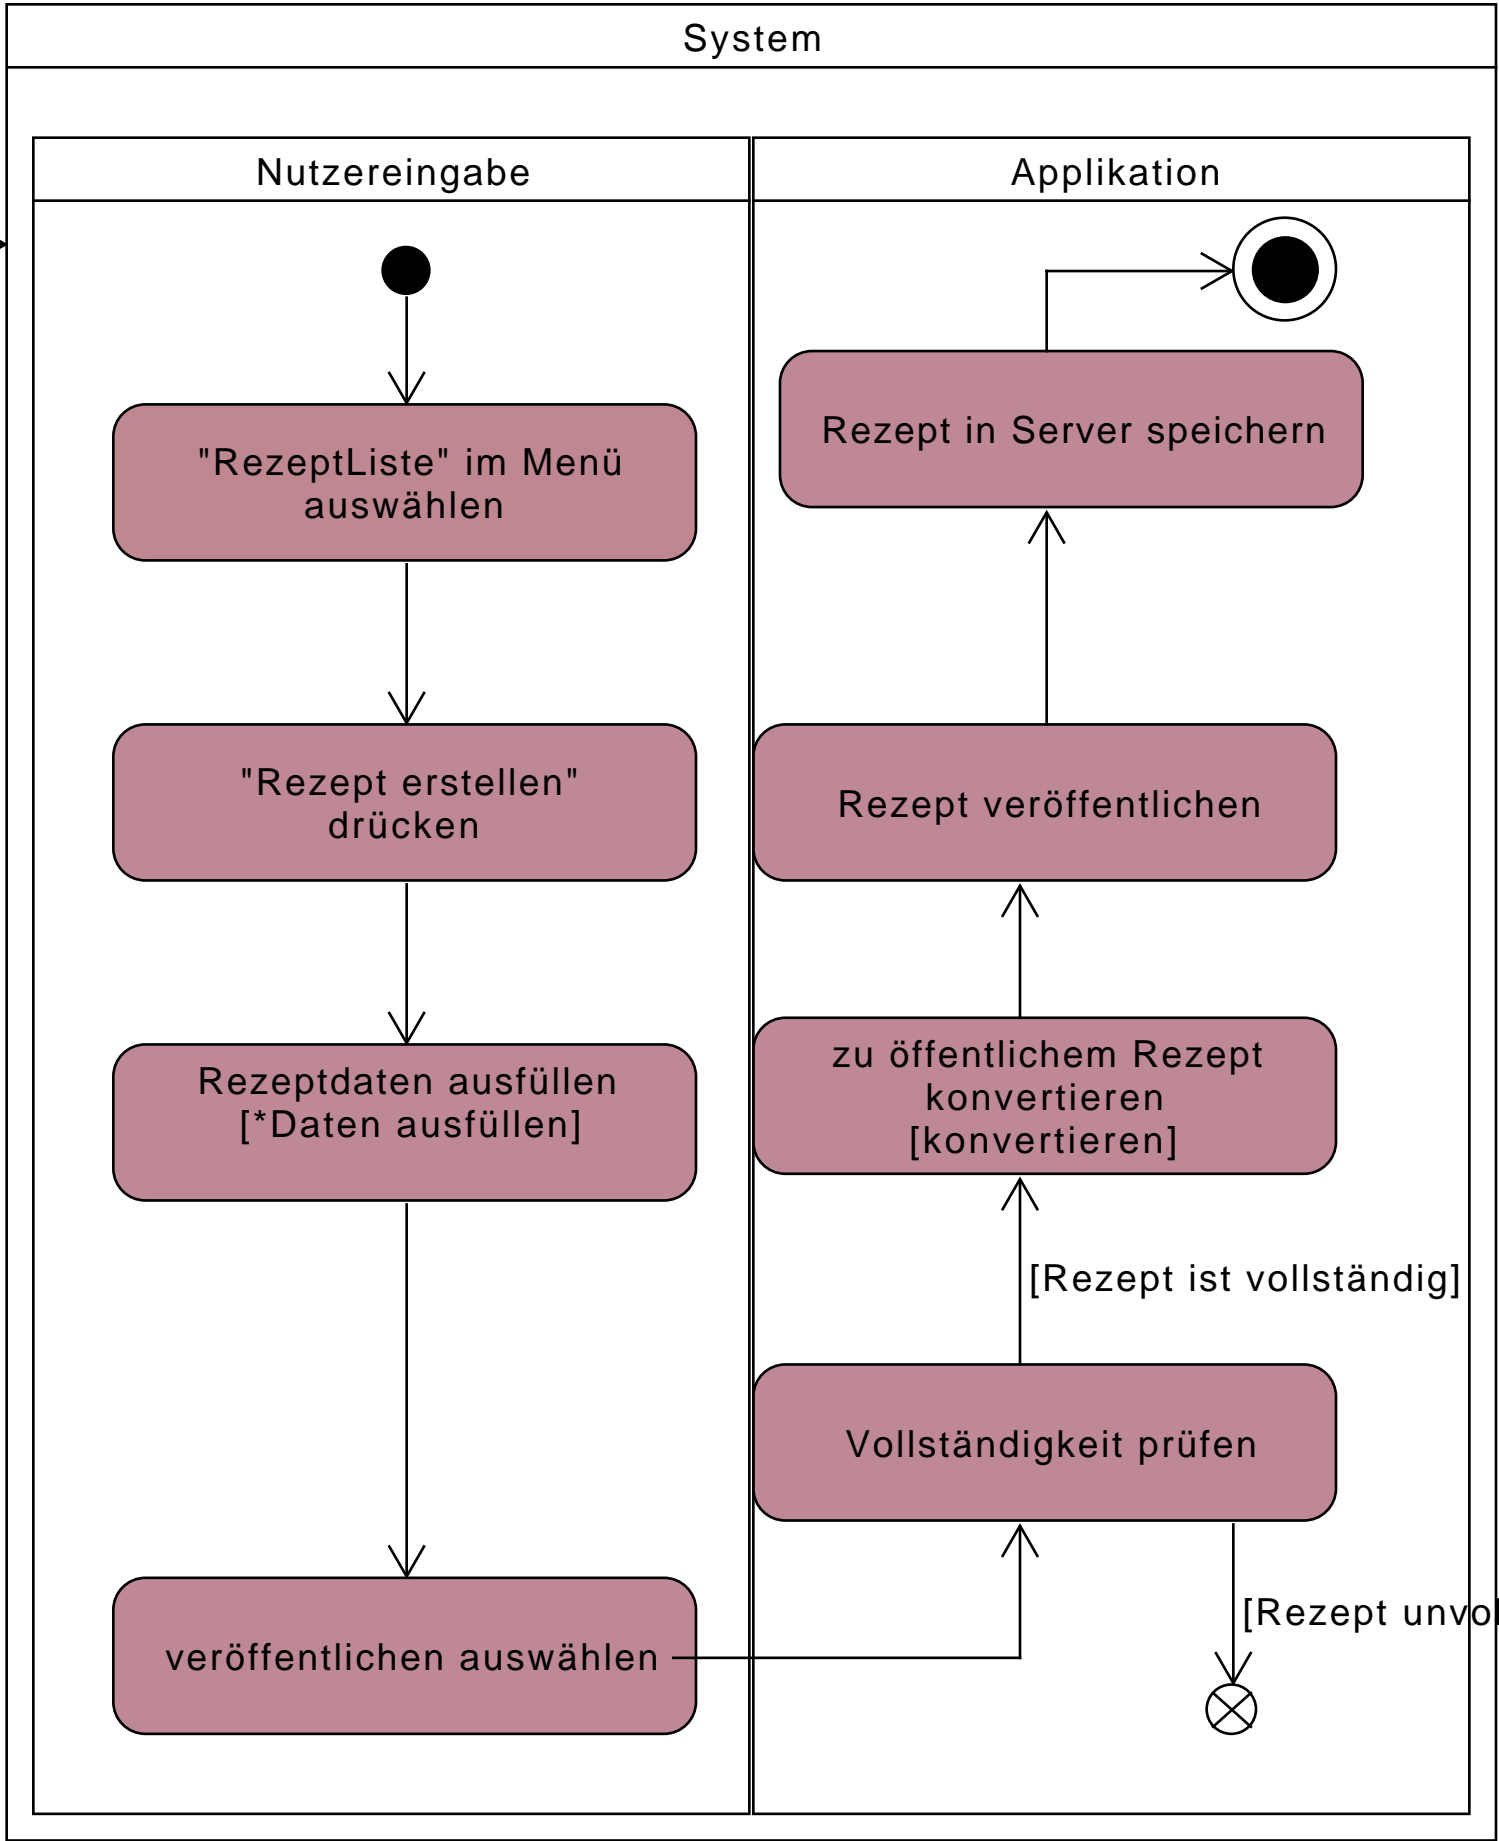 System
Nutzereingabe
"RezeptListe" im Menü
auswählen
"Rezept erstellen"
drücken
Rezeptdaten ausfüllen
[*Daten ausfüllen]
veröffentlichen auswählen
Applikation
Rezept in Server speichern
Rezept veröffentlichen
zu öffentlichem Rezept
konvertieren
[konvertieren]
[Rezept ist vollständig]
Vollständigkeit prüfen
[Rezept